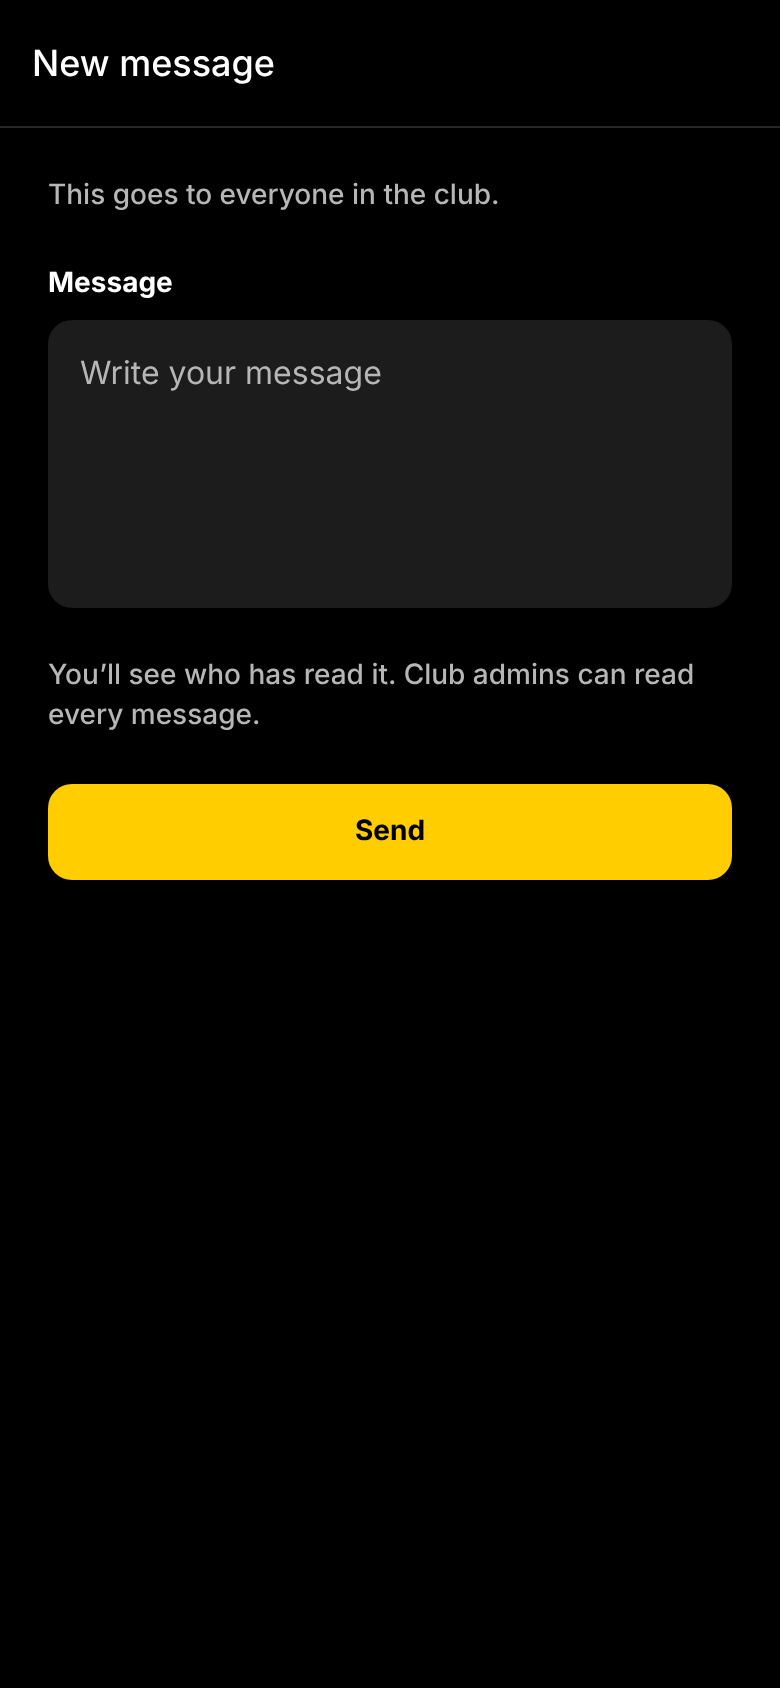 New message
This goes to everyone in the club.
Message
Write your message
You’ll see who has read it. Club admins can read
every message.
Send